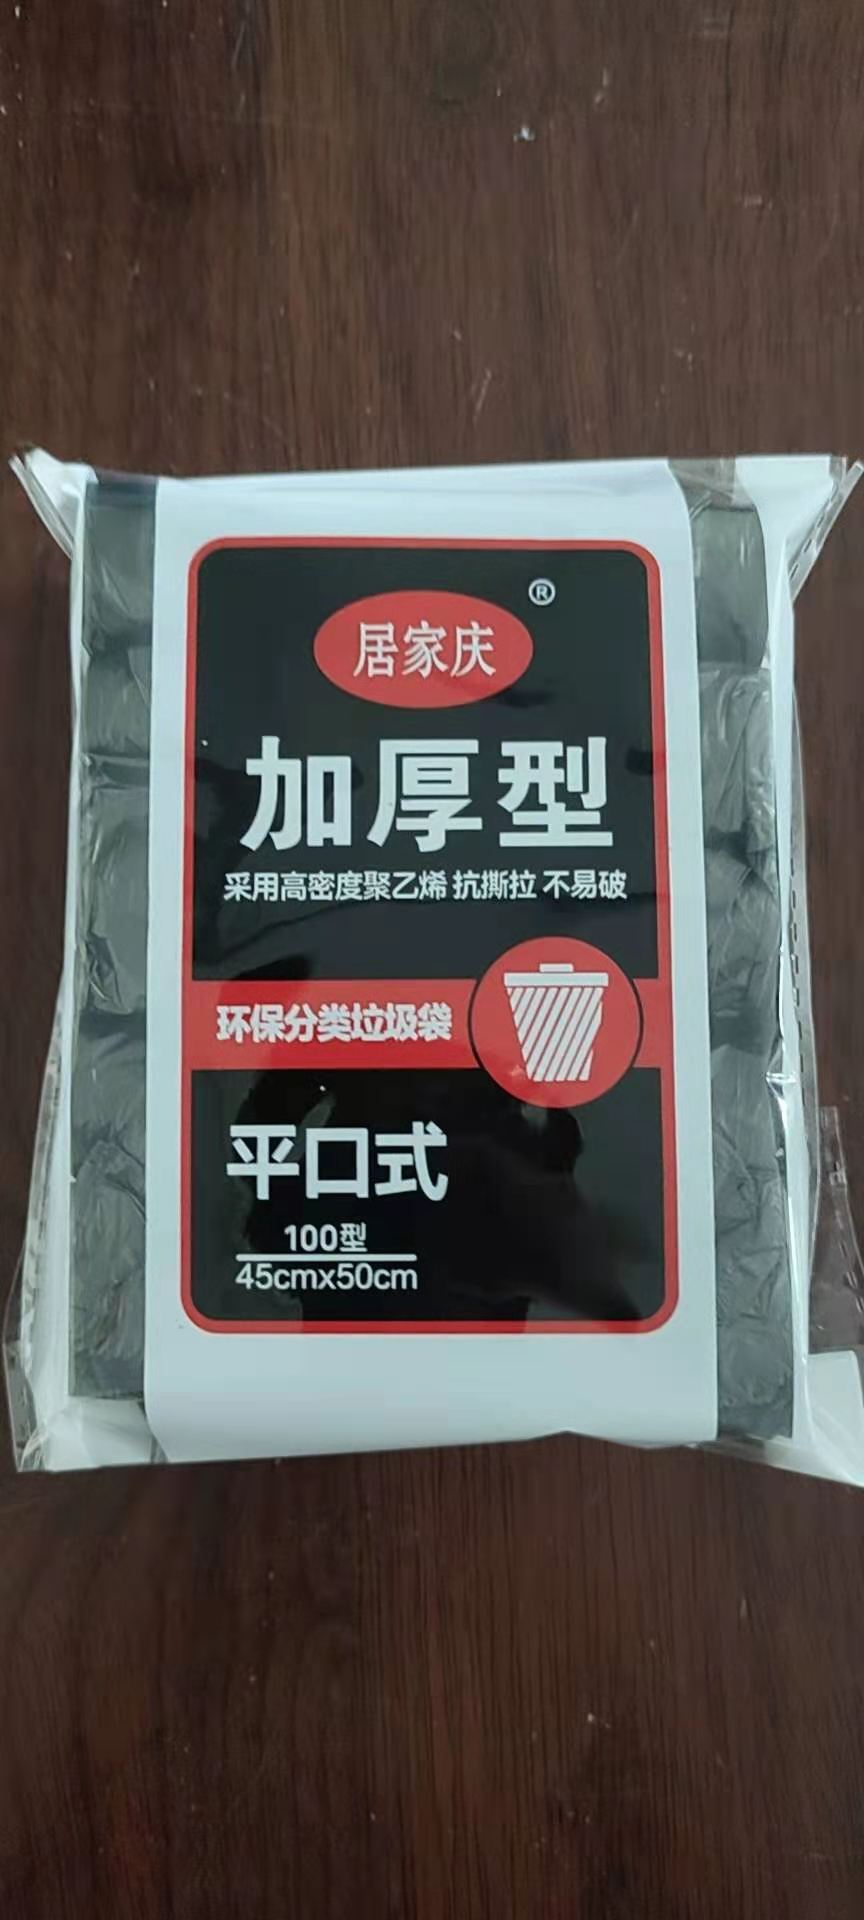 ®
居家庆
加厚型
采用高密度聚乙烯 抗撕拉 不易破
环保分类垃圾袋
平口式
100型
45cmx50cm